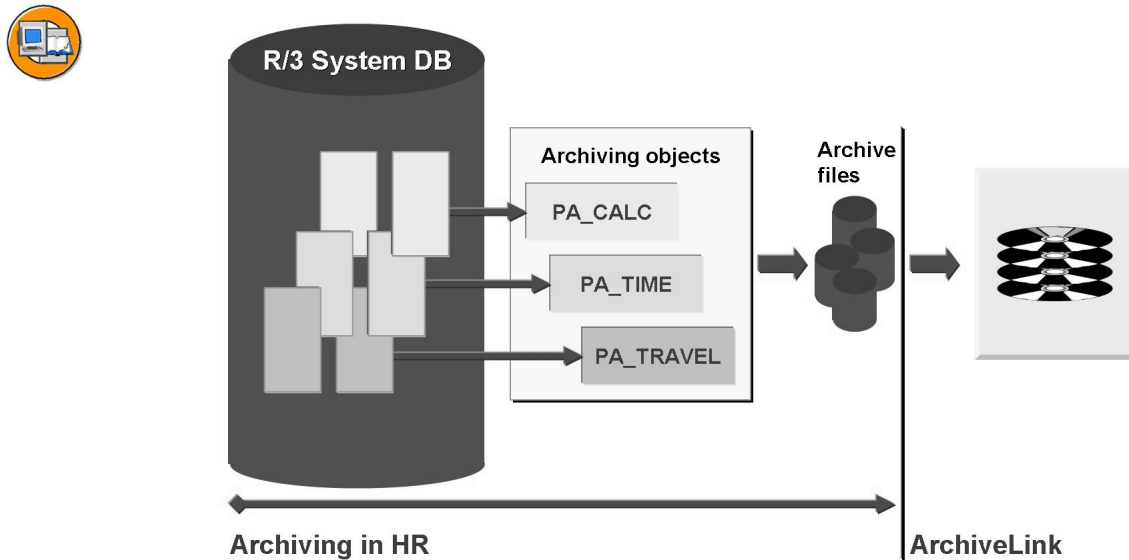 R/3 System DB
Archiving objects
PA_CALC
PA_TIME
PA_TRAVEL
Archive
files
Archiving in HR
ArchiveLink